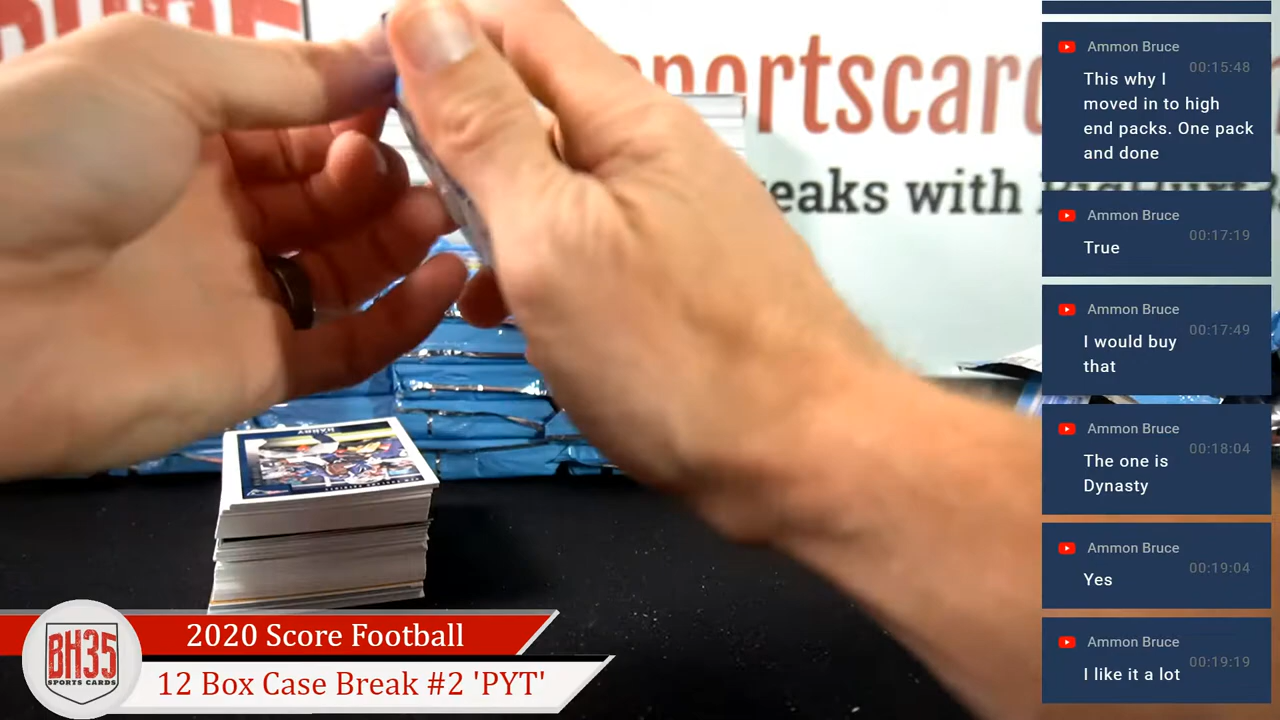 sportscard
eaks with
Ammon Bruce
00:15:48
This why I
moved in to high
end packs. One pack
and done
Ammon Bruce
00:17:19
True
Ammon Bruce
00:17:49
I would buy
that
Ammon Bruce
00:18:04
The one is
Dynasty
Ammon Bruce
00:19:04
Yes
Ammon Bruce
00:19:19
I like it a lot
BH35
SPORTS CARDS
2020 Score Football
12 Box Case Break #2 'PYT'